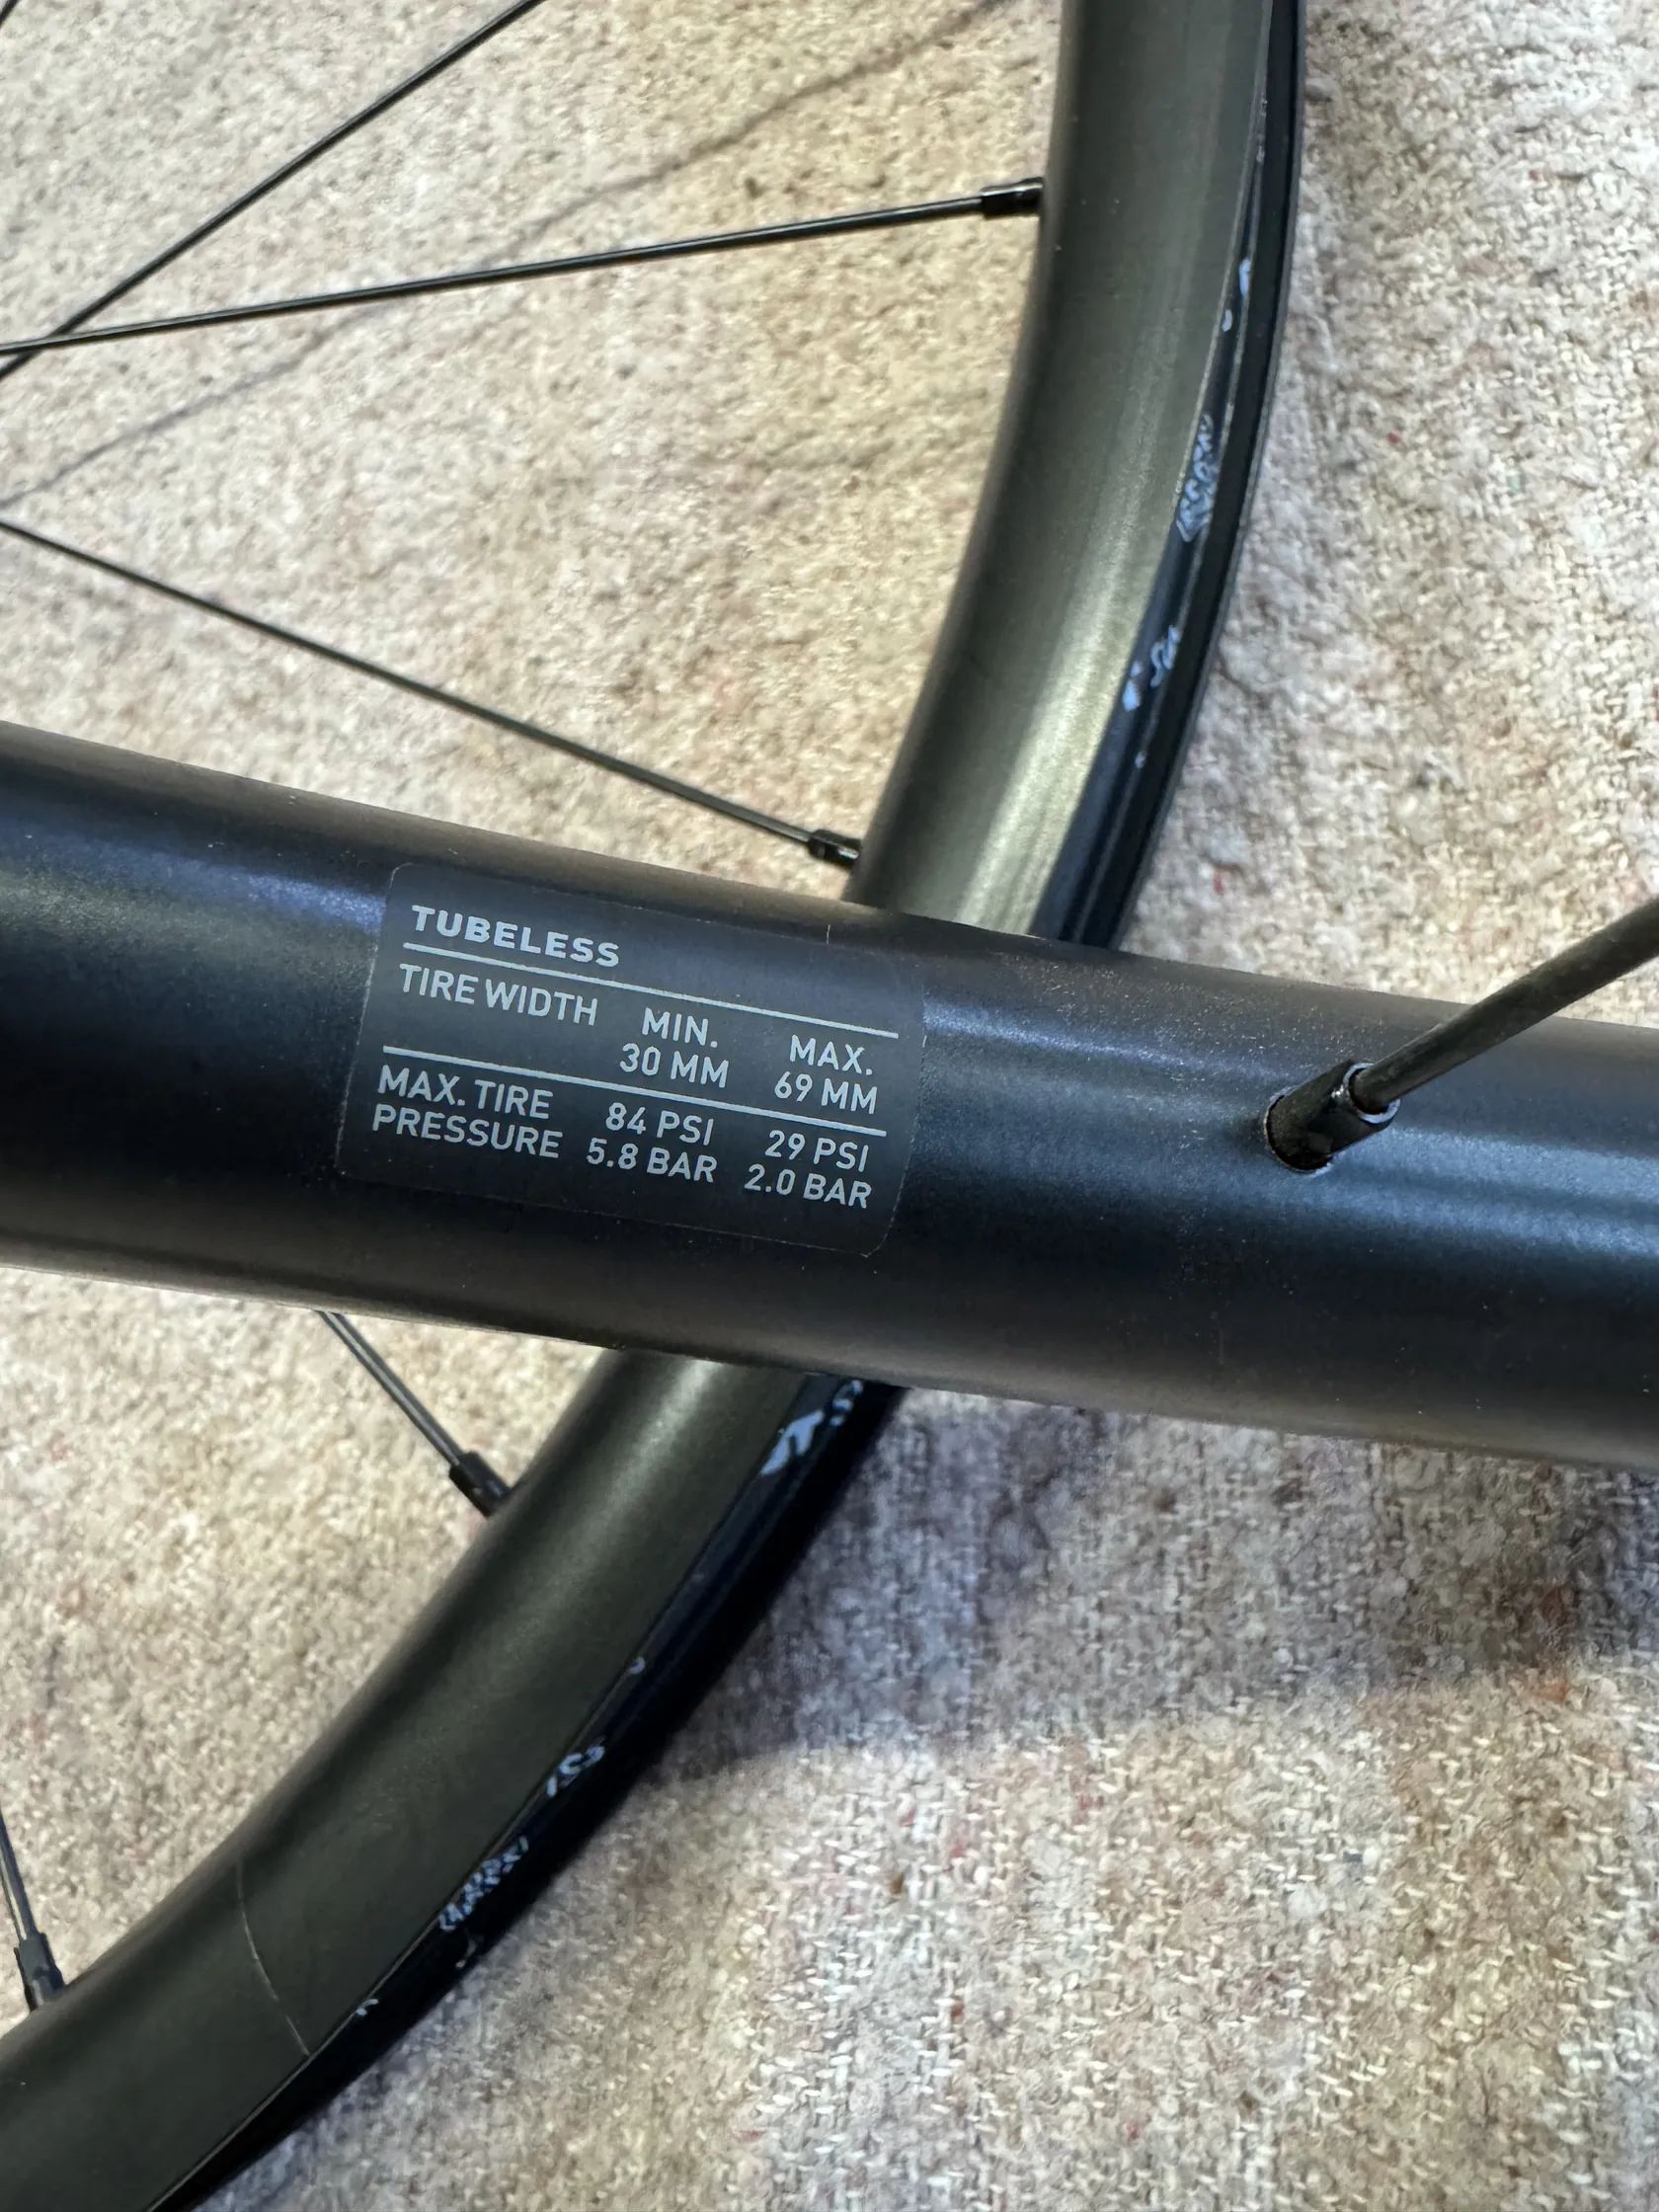 TUBELESS
TIRE WIDTH MIN. MAX.
30 MM 69 MM
MAX. TIRE 84 PSI 29 PSI
PRESSURE 5.8 BAR 2.0 BAR